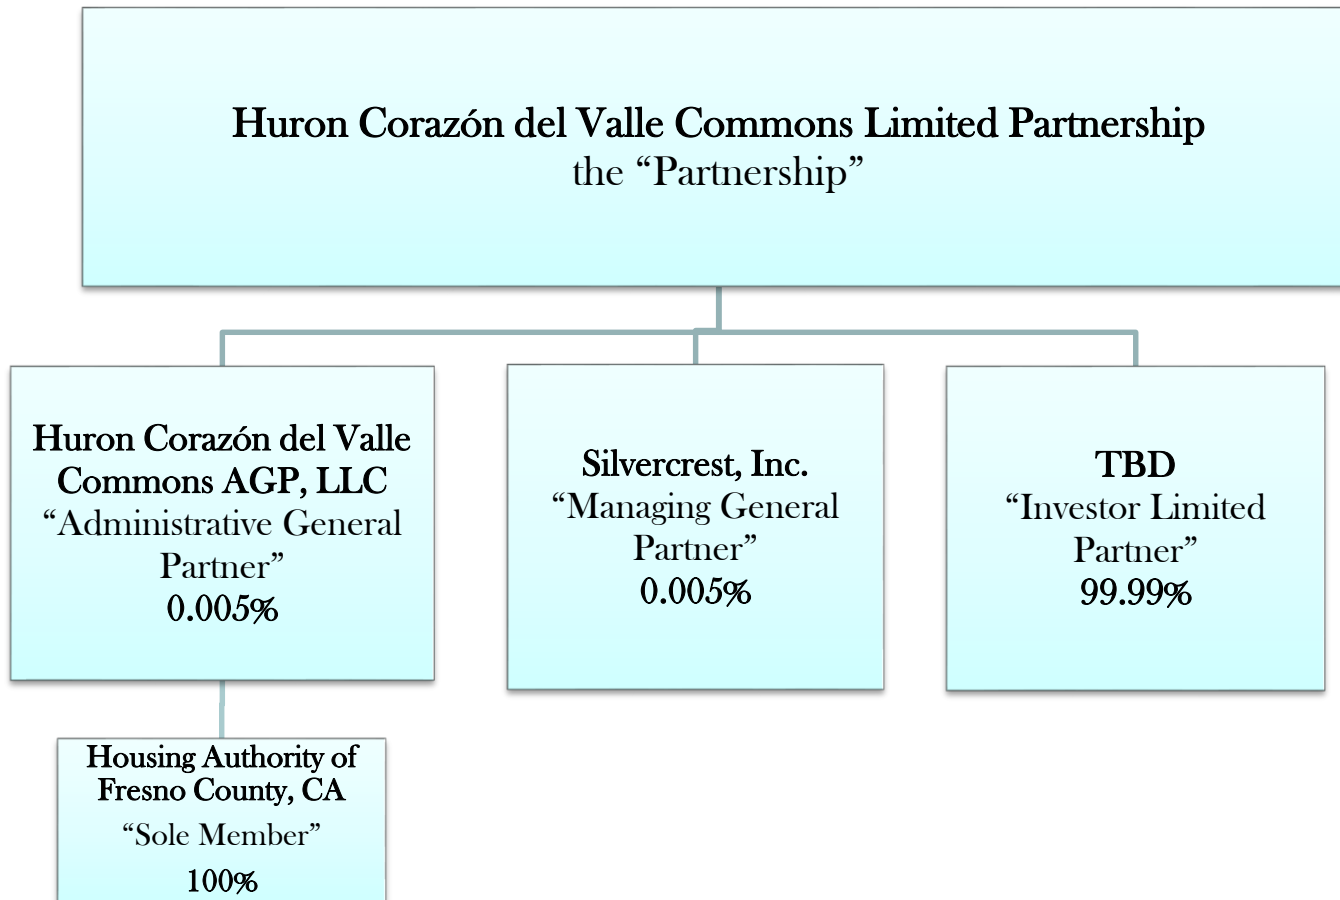 Huron Corazón del Valle Commons Limited Partnership
the “Partnership”
Huron Corazón del Valle
Commons AGP, LLC
“Administrative General
Partner”
0.005%
Silvercrest, Inc.
“Managing General
Partner”
0.005%
TBD
“Investor Limited
Partner”
99.99%
Housing Authority of
Fresno County, CA
“Sole Member”
100%